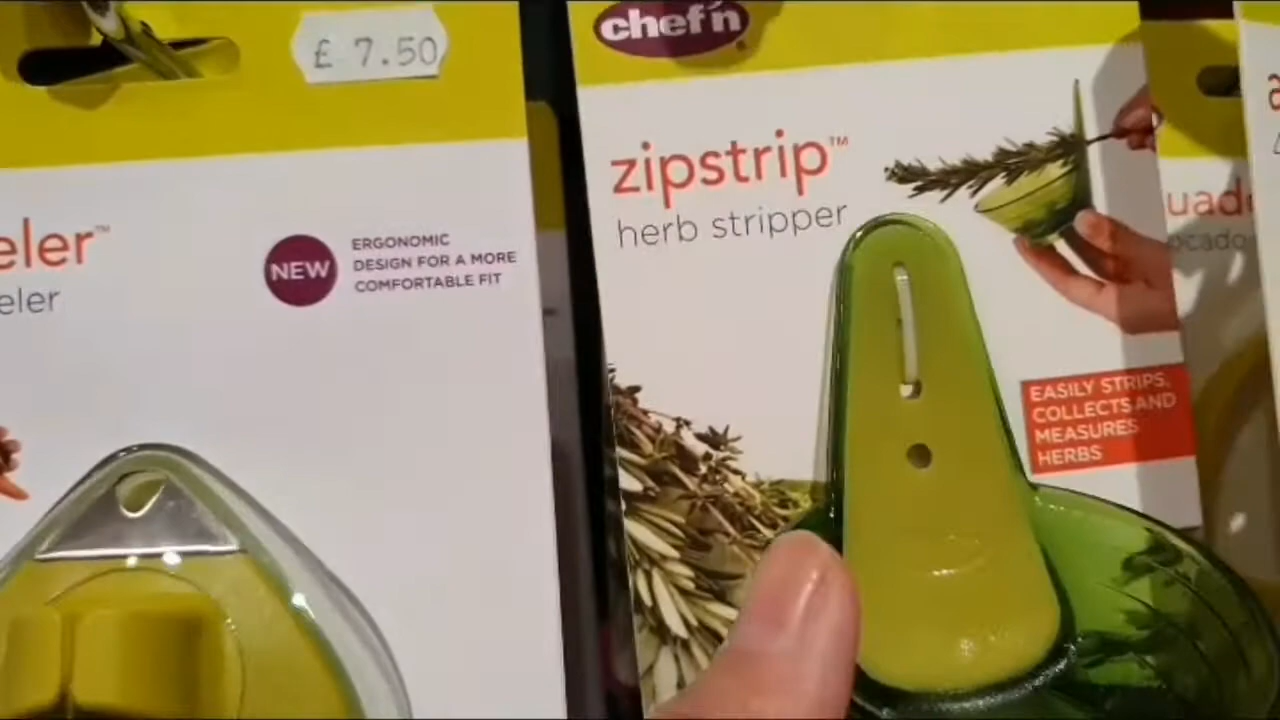 £ 7.50
eler™
eler
NEW
ERGONOMIC
DESIGN FOR A MORE
COMFORTABLE FIT
chef'n®
zipstrip™
herb stripper
EASILY STRIPS,
COLLECTS AND
MEASURES
HERBS
uad
ocado